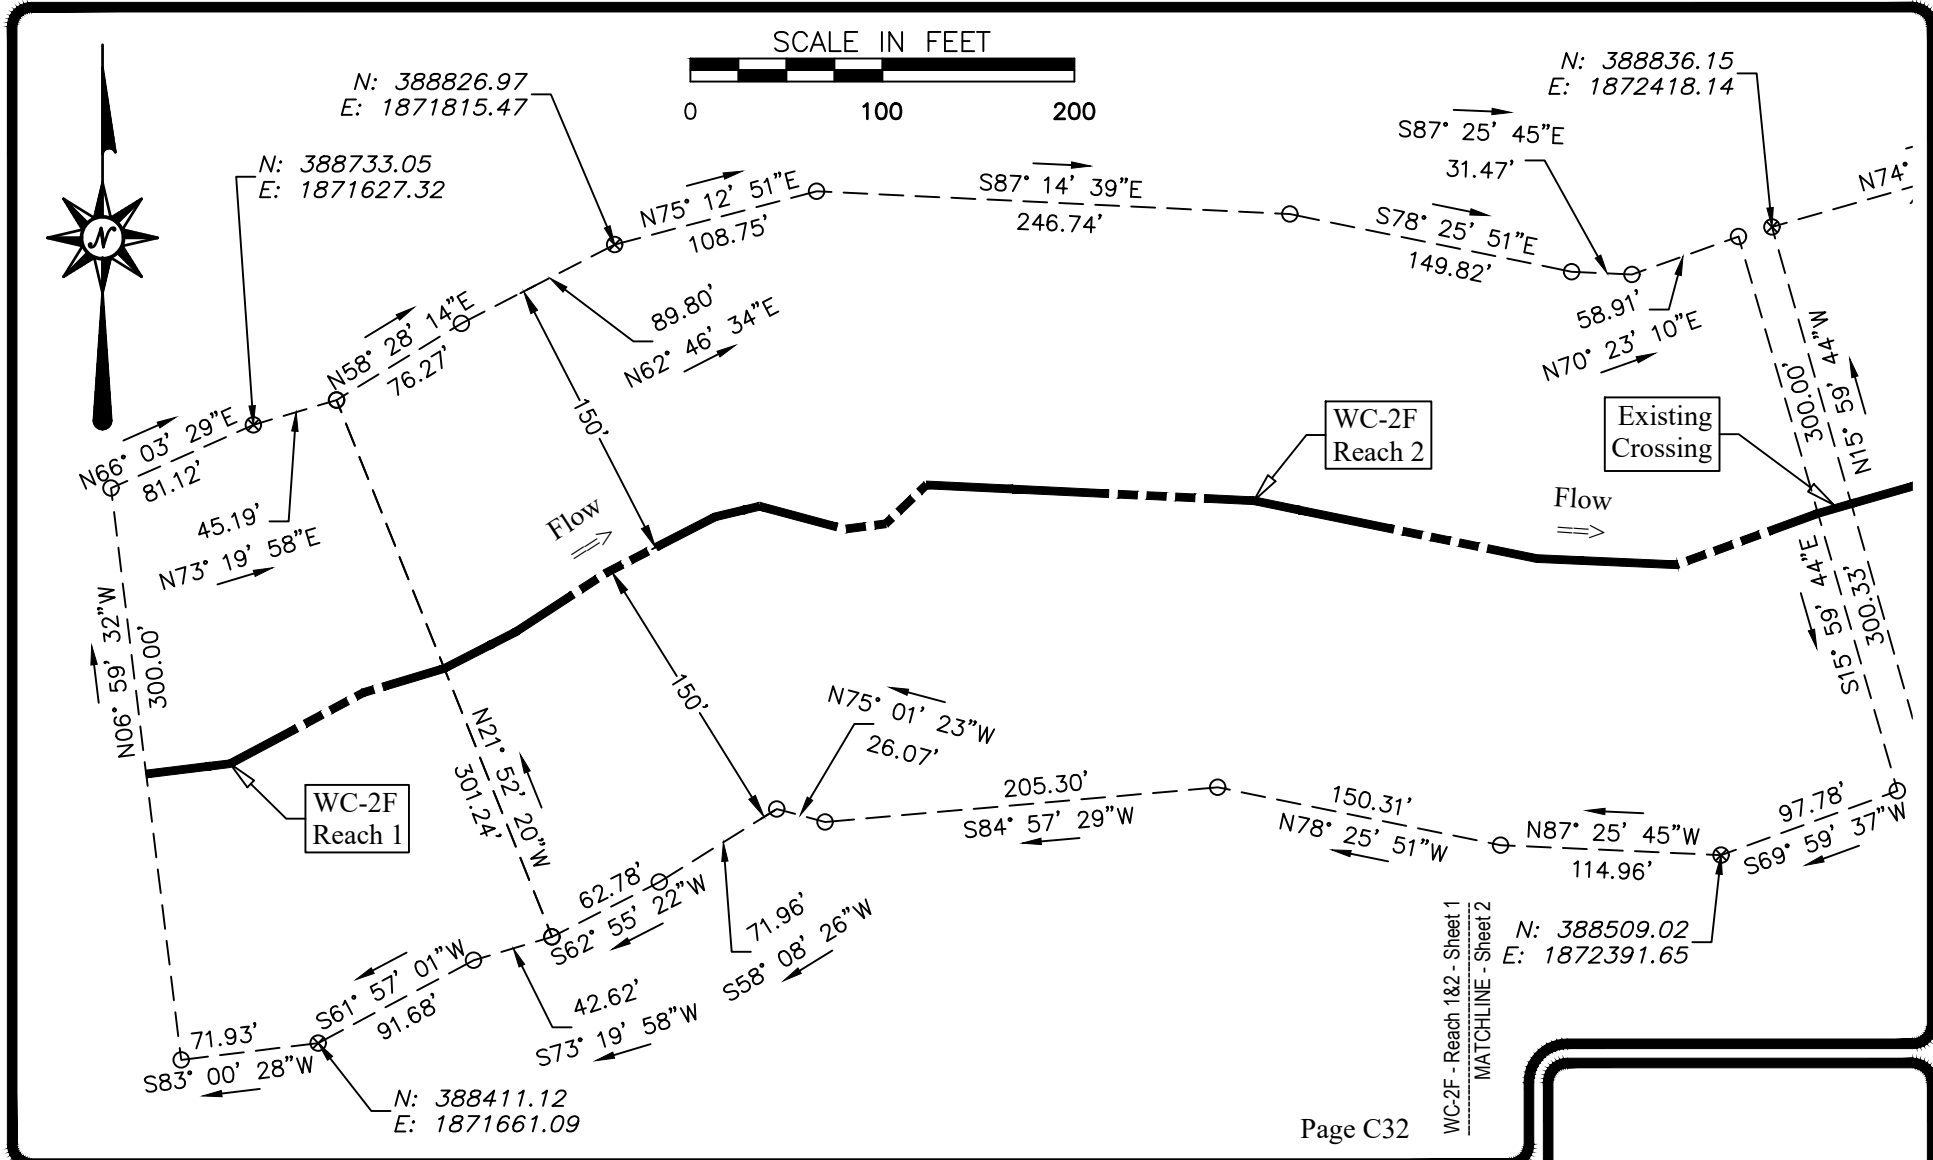 SCALE IN FEET
0 100 200
N: 388826.97
E: 1871815.47
N: 388836.15
E: 1872418.14
N: 388733.05
E: 1871627.32
S87° 25' 45"E
31.47'
N75° 12' 51"E
108.75'
S87° 14' 39"E
246.74'
S78° 25' 51"E
149.82'
N74°
58.91'
N70° 23' 10"E
N58° 28' 14"E
76.27'
89.80'
N62° 46' 34"E
N66° 03' 29"E
81.12'
45.19'
N73° 19' 58"E
150'
Flow
==>
WC-2F
Reach 2
Existing
Crossing
Flow
==>
300.00'
N15° 59' 44"W
S15° 59' 44"E
300.33'
N06° 59' 32"W
300.00'
WC-2F
Reach 1
N21° 52' 20"W
301.24'
150'
N75° 01' 23"W
26.07'
205.30'
S84° 57' 29"W
150.31'
N78° 25' 51"W
N87° 25' 45"W
114.96'
97.78'
S69° 59' 37"W
62.78'
S62° 55' 22"W
71.96'
S58° 08' 26"W
S61° 57' 01"W
91.68'
42.62'
S73° 19' 58"W
71.93'
S83° 00' 28"W
N: 388509.02
E: 1872391.65
N: 388411.12
E: 1871661.09
WC-2F - Reach 1&2 - Sheet 1
MATCHLINE - Sheet 2
Page C32
N